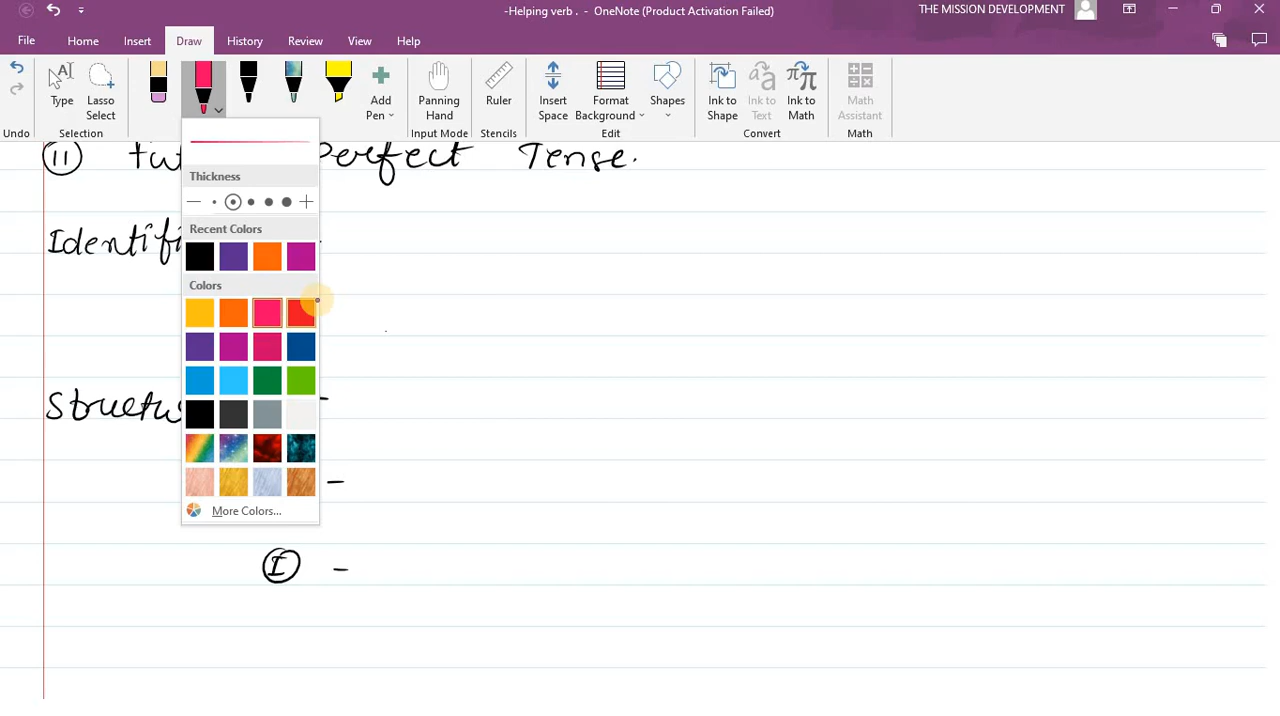 -Helping verb . - OneNote (Product Activation Failed)
THE MISSION DEVELOPMENT
File Home Insert Draw History Review View Help
Type
Lasso Select
Add Pen
Panning Hand
Ruler
Insert Space
Format Background
Shapes
Ink to Shape
Ink to Text
Ink to Math
Math Assistant
Undo Selection Input Mode Stencils Edit Convert Math
11 Perfect Tense.
Thickness
Recent Colors
Colors
More Colors...
I -